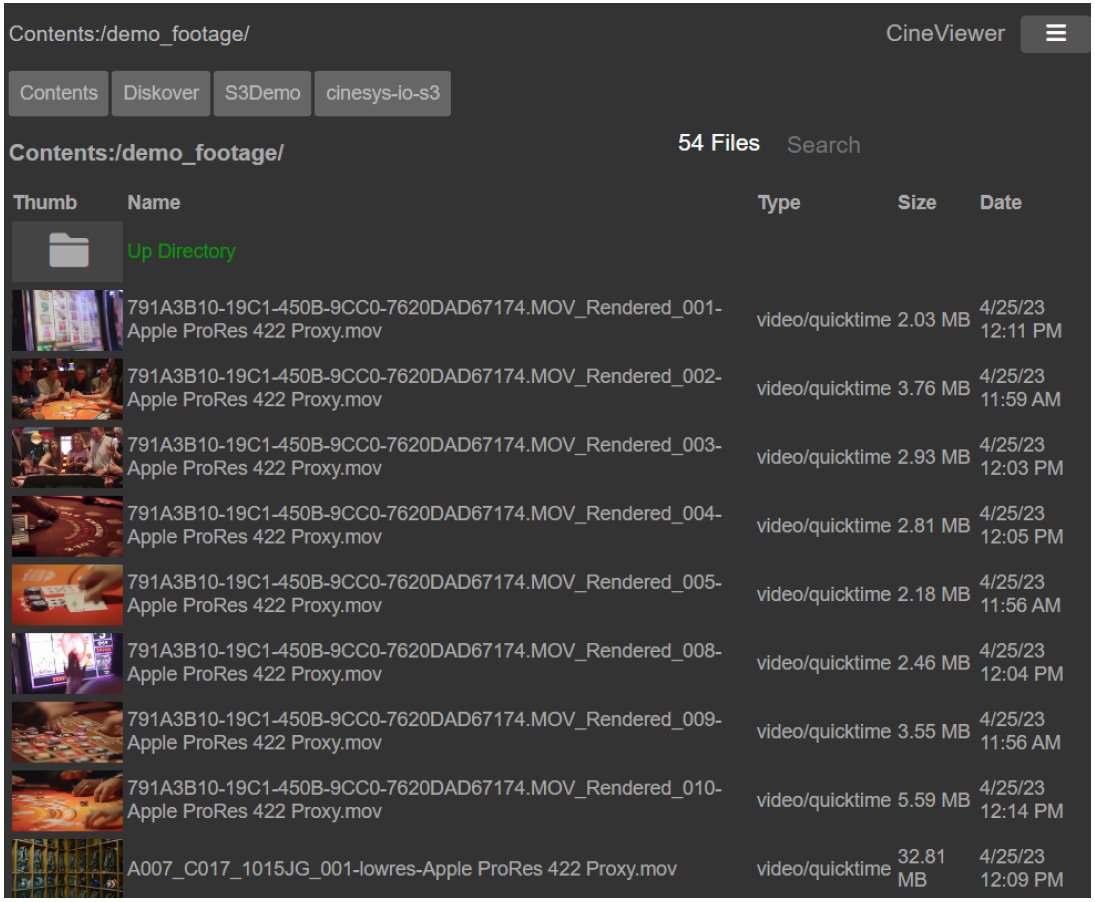 Contents:/demo_footage/
CineViewer
Contents Diskover S3Demo cinesys-io-s3
Contents:/demo_footage/
54 Files Search
Thumb Name Type Size Date
Up Directory
791A3B10-19C1-450B-9CC0-7620DAD67174.MOV_Rendered_001-
Apple ProRes 422 Proxy.mov
video/quicktime 2.03 MB
4/25/23
12:11 PM
791A3B10-19C1-450B-9CC0-7620DAD67174.MOV_Rendered_002-
Apple ProRes 422 Proxy.mov
video/quicktime 3.76 MB
4/25/23
11:59 AM
791A3B10-19C1-450B-9CC0-7620DAD67174.MOV_Rendered_003-
Apple ProRes 422 Proxy.mov
video/quicktime 2.93 MB
4/25/23
12:03 PM
791A3B10-19C1-450B-9CC0-7620DAD67174.MOV_Rendered_004-
Apple ProRes 422 Proxy.mov
video/quicktime 2.81 MB
4/25/23
12:05 PM
791A3B10-19C1-450B-9CC0-7620DAD67174.MOV_Rendered_005-
Apple ProRes 422 Proxy.mov
video/quicktime 2.18 MB
4/25/23
11:56 AM
791A3B10-19C1-450B-9CC0-7620DAD67174.MOV_Rendered_008-
Apple ProRes 422 Proxy.mov
video/quicktime 2.46 MB
4/25/23
12:04 PM
791A3B10-19C1-450B-9CC0-7620DAD67174.MOV_Rendered_009-
Apple ProRes 422 Proxy.mov
video/quicktime 3.55 MB
4/25/23
11:56 AM
791A3B10-19C1-450B-9CC0-7620DAD67174.MOV_Rendered_010-
Apple ProRes 422 Proxy.mov
video/quicktime 5.59 MB
4/25/23
12:14 PM
A007_C017_1015JG_001-lowres-Apple ProRes 422 Proxy.mov
video/quicktime
32.81
MB
4/25/23
12:09 PM